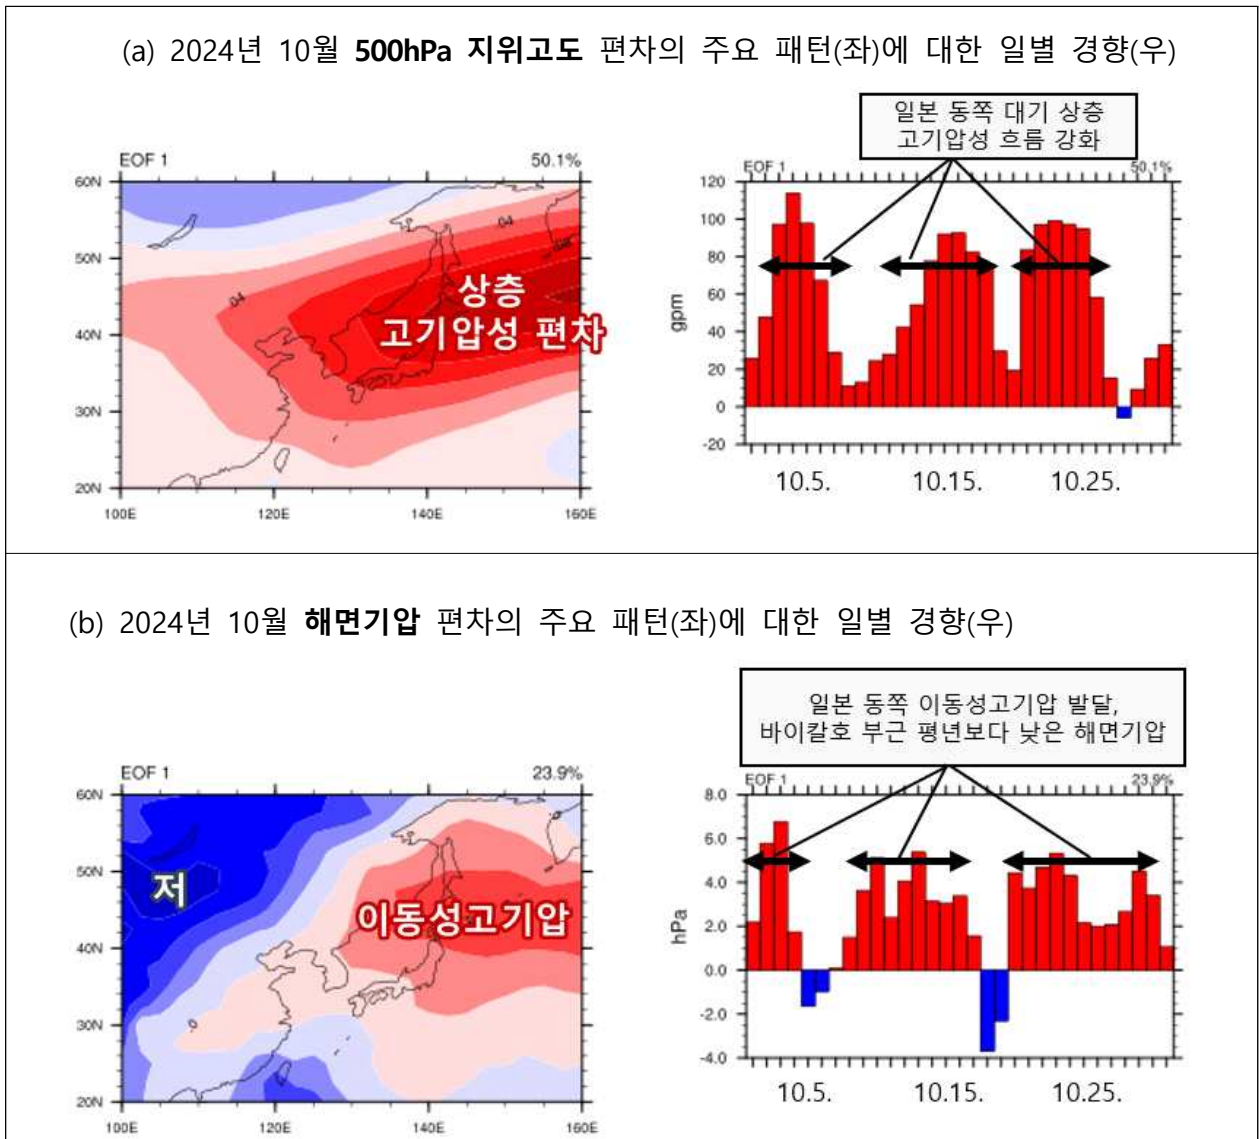 (a) 2024년 10월 500hPa 지위고도 편차의 주요 패턴(좌)에 대한 일별 경향(우)
일본 동쪽 대기 상층
고기압성 흐름 강화
EOF 1
50.1%
60N
50N
40N
30N
20N
100E
120E
140E
160E
.04
.04
상층
고기압성 편차
EOF 1
50.1%
120
100
80
60
40
20
0
-20
gpm
10.5.
10.15.
10.25.
(b) 2024년 10월 해면기압 편차의 주요 패턴(좌)에 대한 일별 경향(우)
일본 동쪽 이동성고기압 발달,
바이칼호 부근 평년보다 낮은 해면기압
EOF 1
23.9%
60N
50N
40N
30N
20N
100E
120E
140E
160E
저
이동성고기압
EOF 1
23.9%
8.0
6.0
4.0
2.0
0.0
-2.0
-4.0
hPa
10.5.
10.15.
10.25.